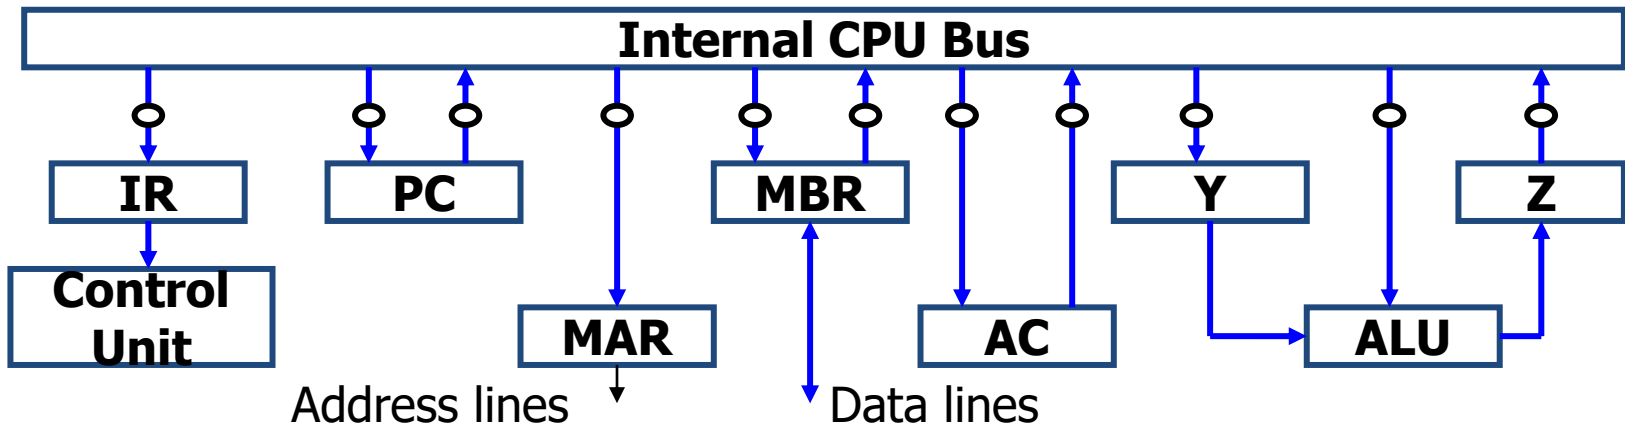 Internal CPU Bus
IR
PC
MBR
Y
Z
Control
Unit
MAR
AC
ALU
Address lines
Data lines